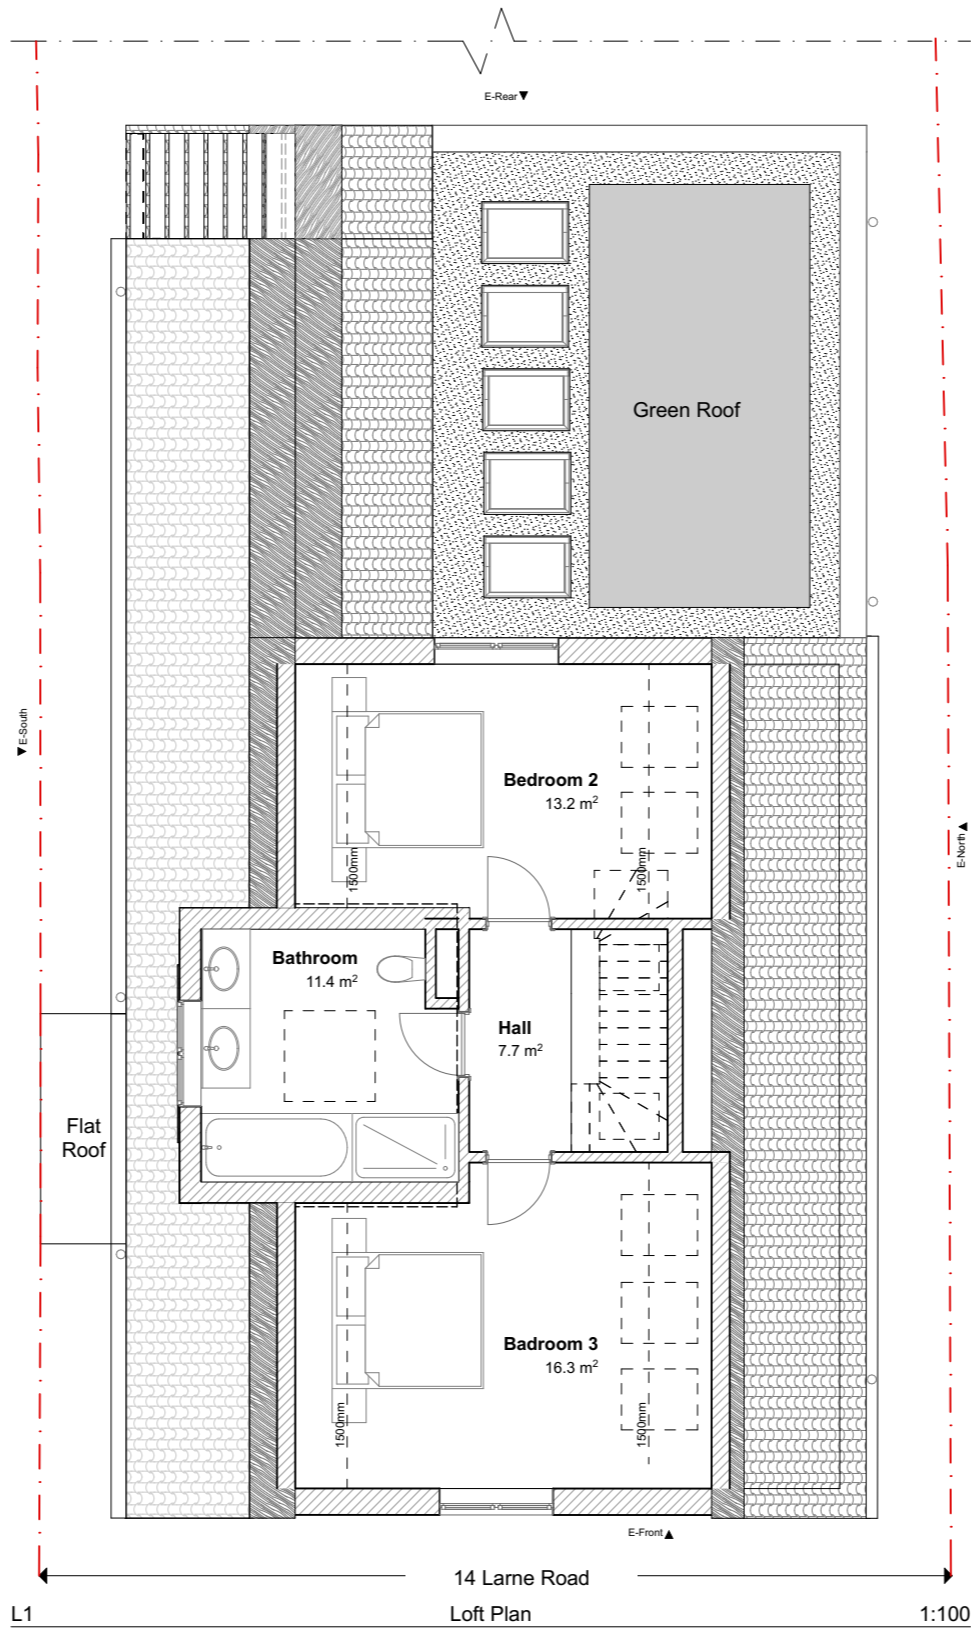 E-Rear▼
Green Roof
▼E-South
Bedroom 2
13.2 m²
1500mm
1500mm
E-North▲
Bathroom
11.4 m²
Hall
7.7 m²
Flat
Roof
Badroom 3
16.3 m²
1500mm
1500mm
E-Front▲
14 Larne Road
L1
Loft Plan
1:100